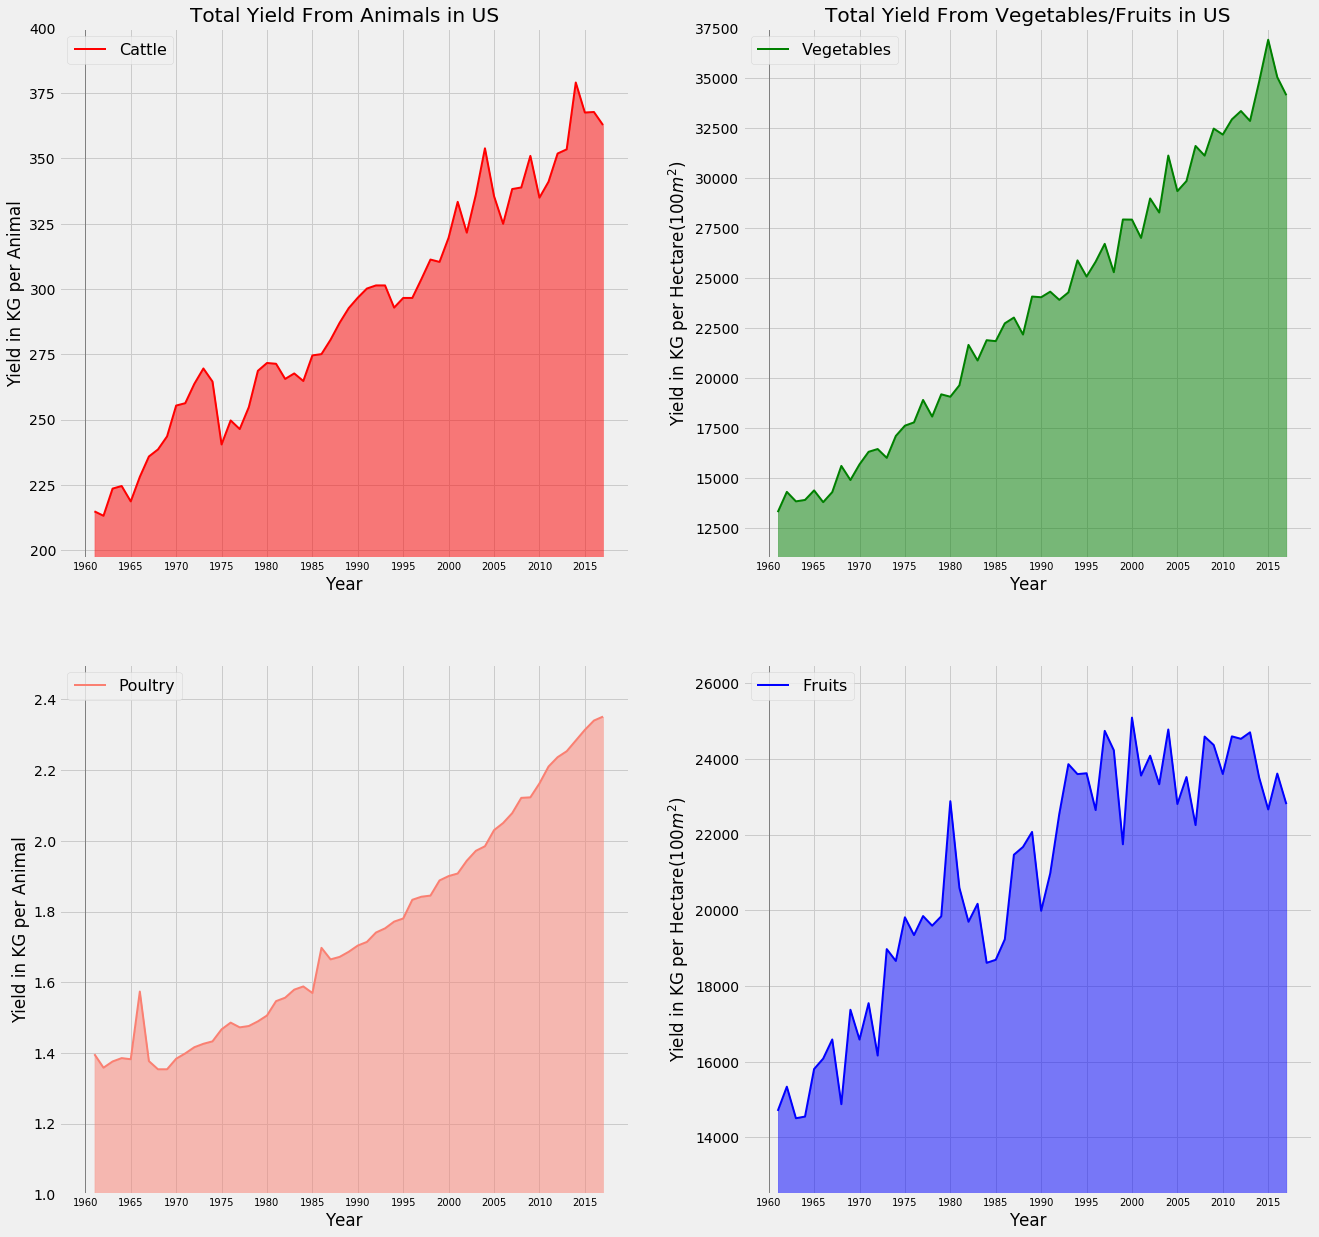 Total Yield From Animals in US
Cattle
Yield in KG per Animal
400
375
350
325
300
275
250
225
200
1960 1965 1970 1975 1980 1985 1990 1995 2000 2005 2010 2015
Year
Total Yield From Vegetables/Fruits in US
Vegetables
Yield in KG per Hectare(100m²)
37500
35000
32500
30000
27500
25000
22500
20000
17500
15000
12500
1960 1965 1970 1975 1980 1985 1990 1995 2000 2005 2010 2015
Year
Poultry
Yield in KG per Animal
2.4
2.2
2.0
1.8
1.6
1.4
1.2
1.0
1960 1965 1970 1975 1980 1985 1990 1995 2000 2005 2010 2015
Year
Fruits
Yield in KG per Hectare(100m²)
26000
24000
22000
20000
18000
16000
14000
1960 1965 1970 1975 1980 1985 1990 1995 2000 2005 2010 2015
Year